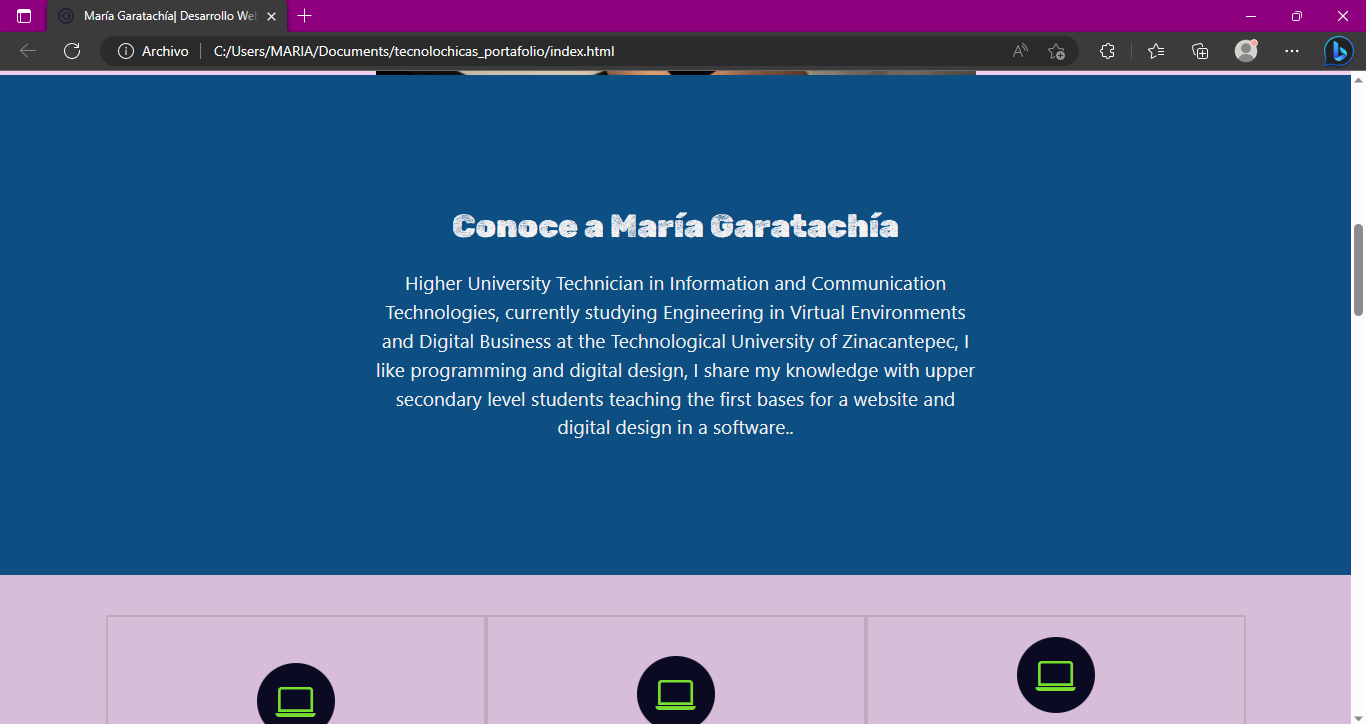 María Garatachía| Desarrollo Web
Archivo
C:/Users/MARIA/Documents/tecnolochicas_portafolio/index.html
Conoce a María Garatachía
Higher University Technician in Information and Communication
Technologies, currently studying Engineering in Virtual Environments
and Digital Business at the Technological University of Zinacantepec, I
like programming and digital design, I share my knowledge with upper
secondary level students teaching the first bases for a website and
digital design in a software..